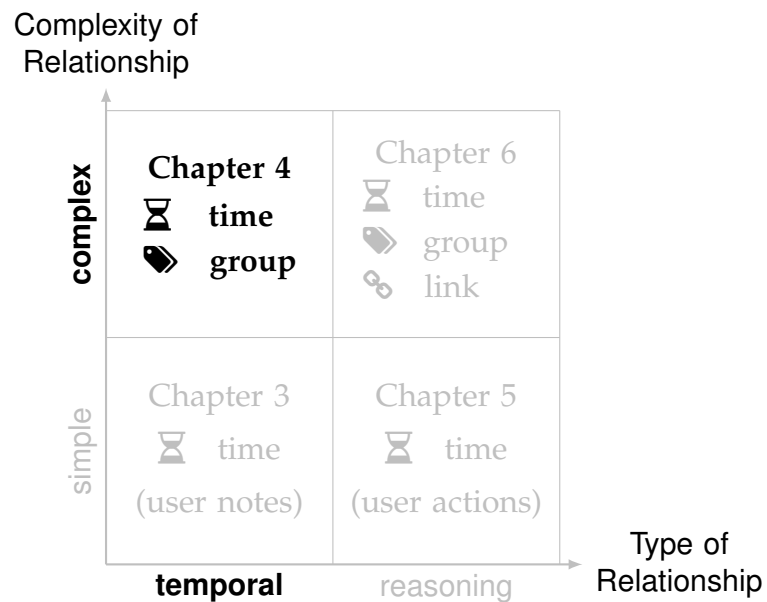 Complexity of
Relationship
complex
Chapter 4
time
group
Chapter 6
time
group
link
simple
Chapter 3
time
(user notes)
Chapter 5
time
(user actions)
temporal
reasoning
Type of
Relationship